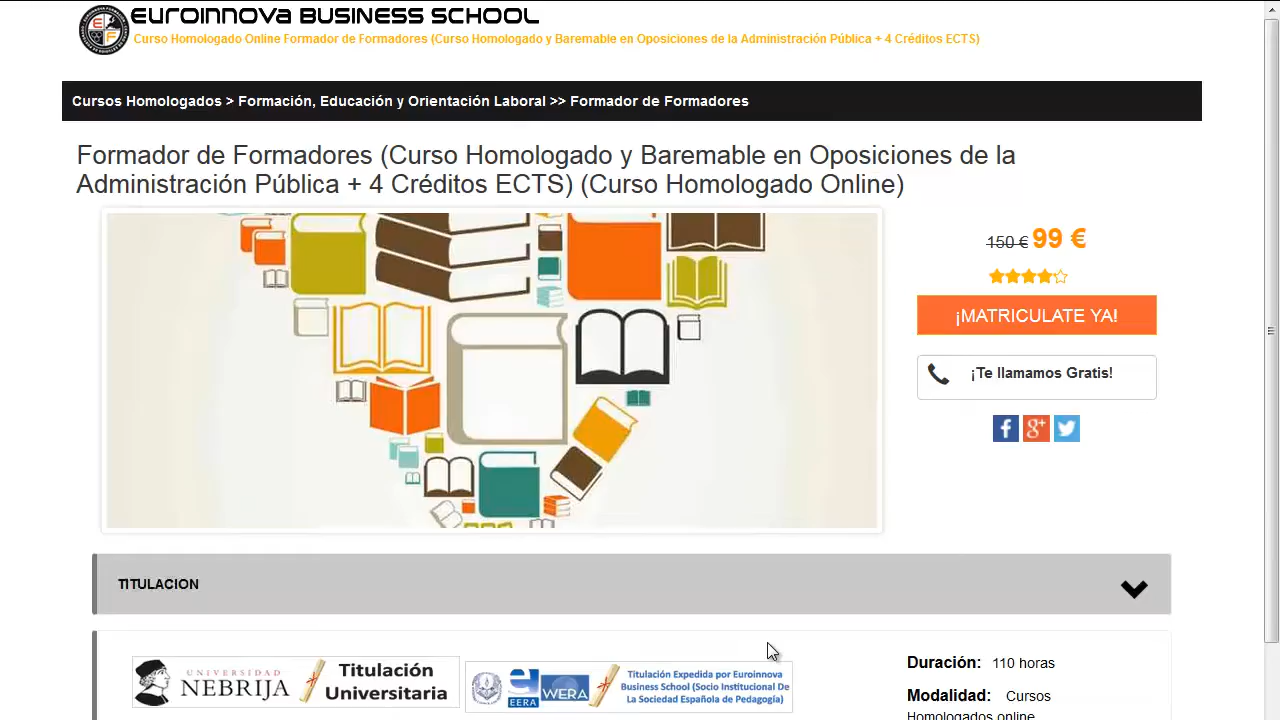 EUROINNOVA BUSINESS SCHOOL
Curso Homologado Online Formador de Formadores (Curso Homologado y Baremable en Oposiciones de la Administración Pública + 4 Créditos ECTS)
Cursos Homologados > Formación, Educación y Orientación Laboral >> Formador de Formadores
Formador de Formadores (Curso Homologado y Baremable en Oposiciones de la
Administración Pública + 4 Créditos ECTS) (Curso Homologado Online)
150 € 99 €
¡MATRICULATE YA!
¡Te llamamos Gratis!
TITULACION
UNIVERSIDAD
NEBRIJA
Titulación
Universitaria
EERA
WERA
Titulación Expedida por Euroinnova
Business School (Socio Institucional De
La Sociedad Española de Pedagogía)
Duración: 110 horas
Modalidad: Cursos
Homologados online